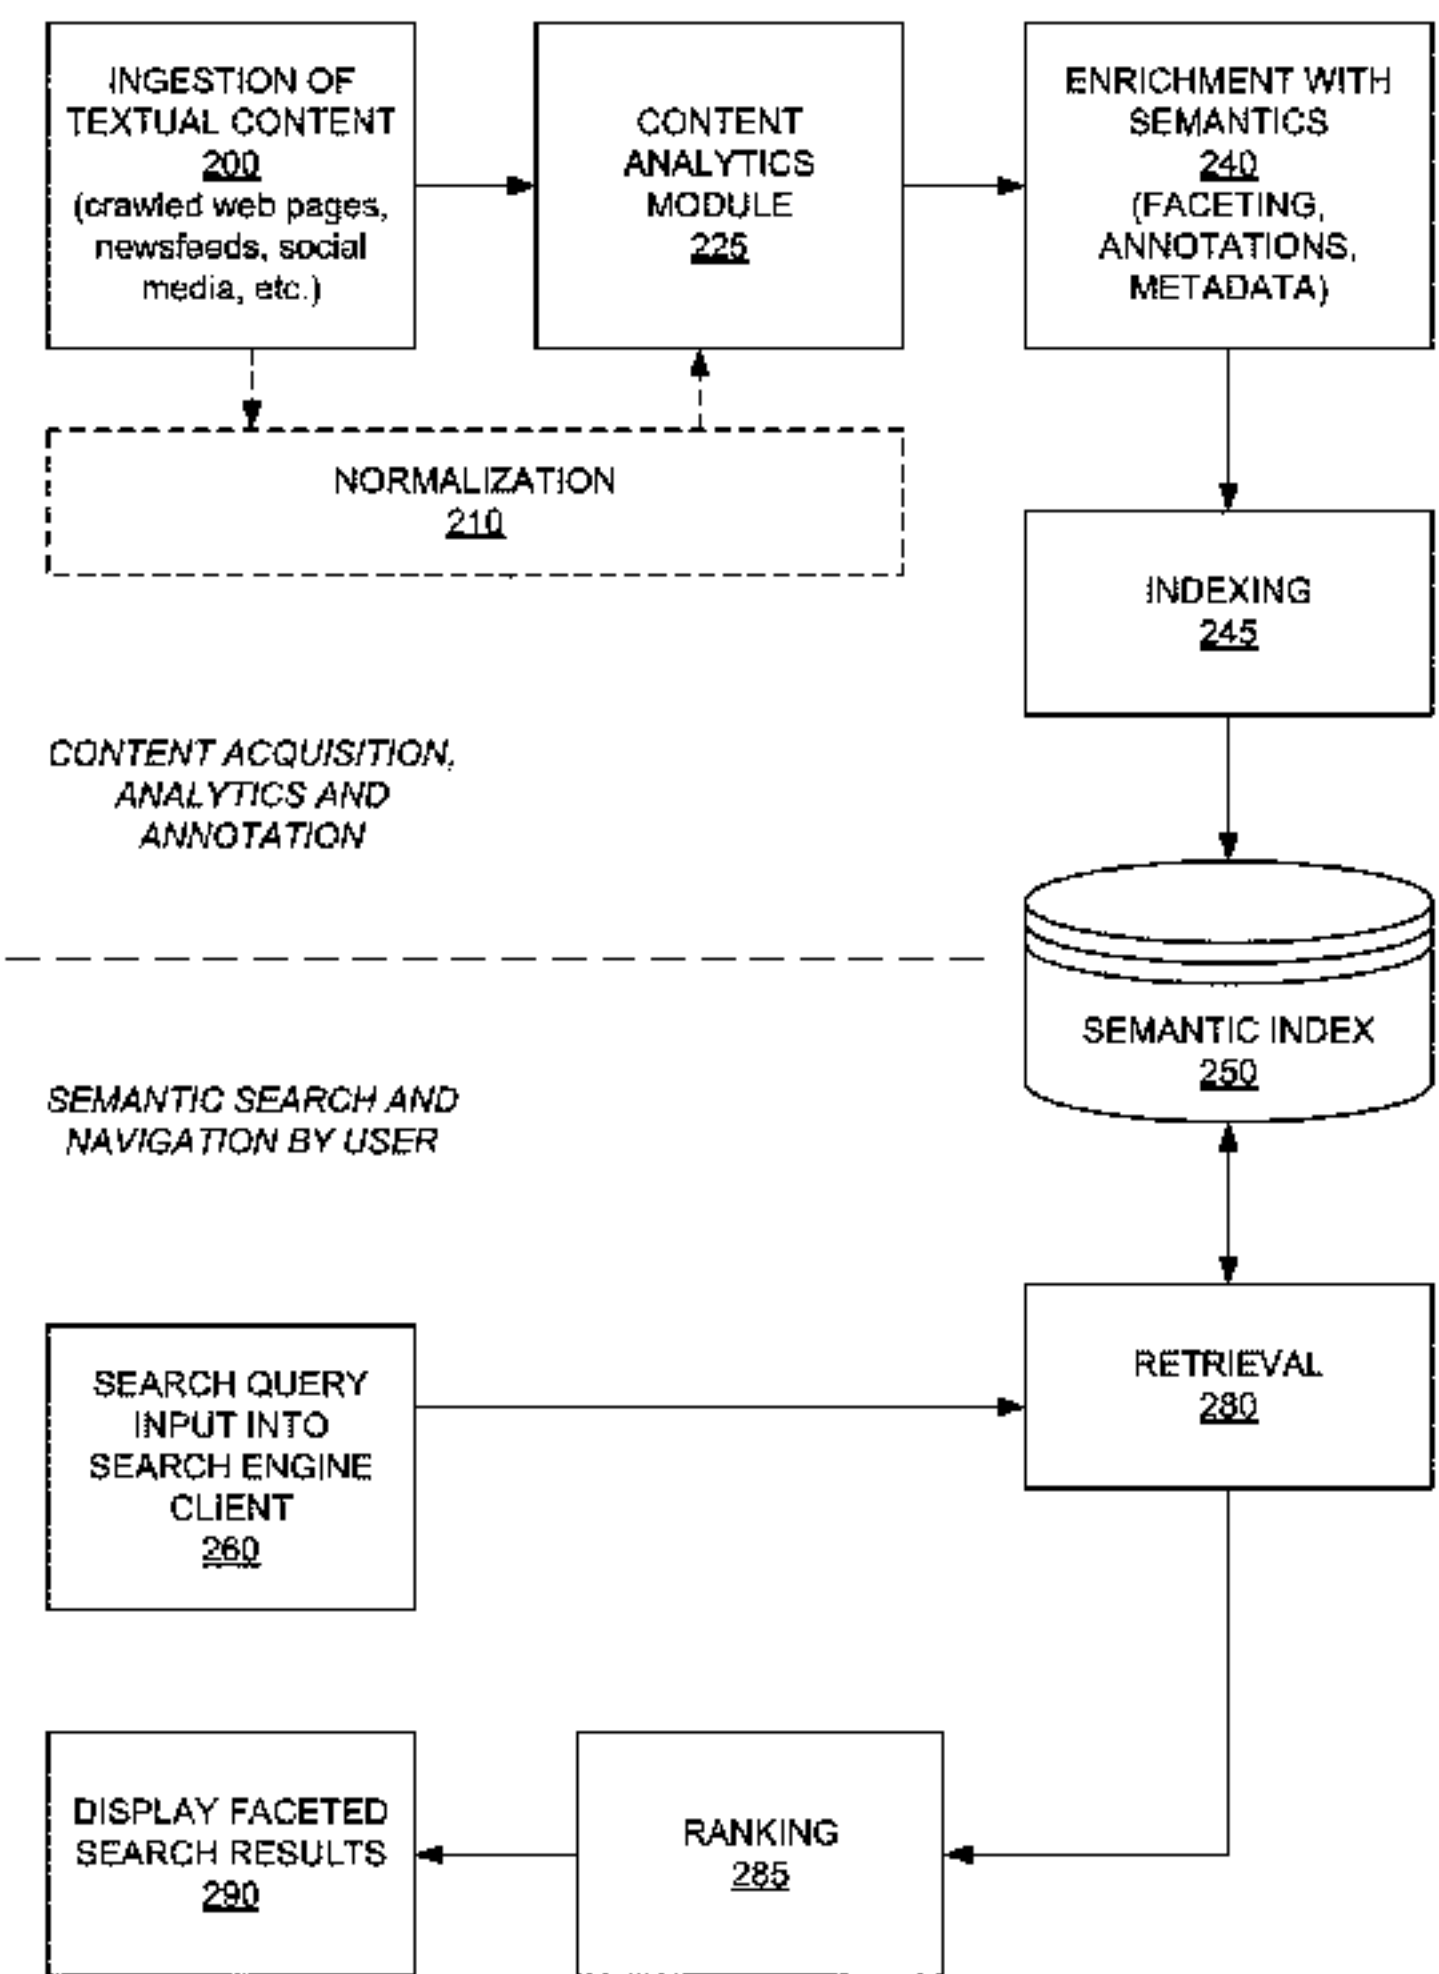 INGESTION OF
TEXTUAL CONTENT
200
(crawled web pages,
newsfeeds, social
media, etc.)
CONTENT
ANALYTICS
MODULE
225
ENRICHMENT WITH
SEMANTICS
240
(FACETING,
ANNOTATIONS,
METADATA)
NORMALIZATION
210
INDEXING
245
CONTENT ACQUISITION,
ANALYTICS AND
ANNOTATION
SEMANTIC INDEX
250
SEMANTIC SEARCH AND
NAVIGATION BY USER
SEARCH QUERY
INPUT INTO
SEARCH ENGINE
CLIENT
260
RETRIEVAL
280
DISPLAY FACETED
SEARCH RESULTS
290
RANKING
285